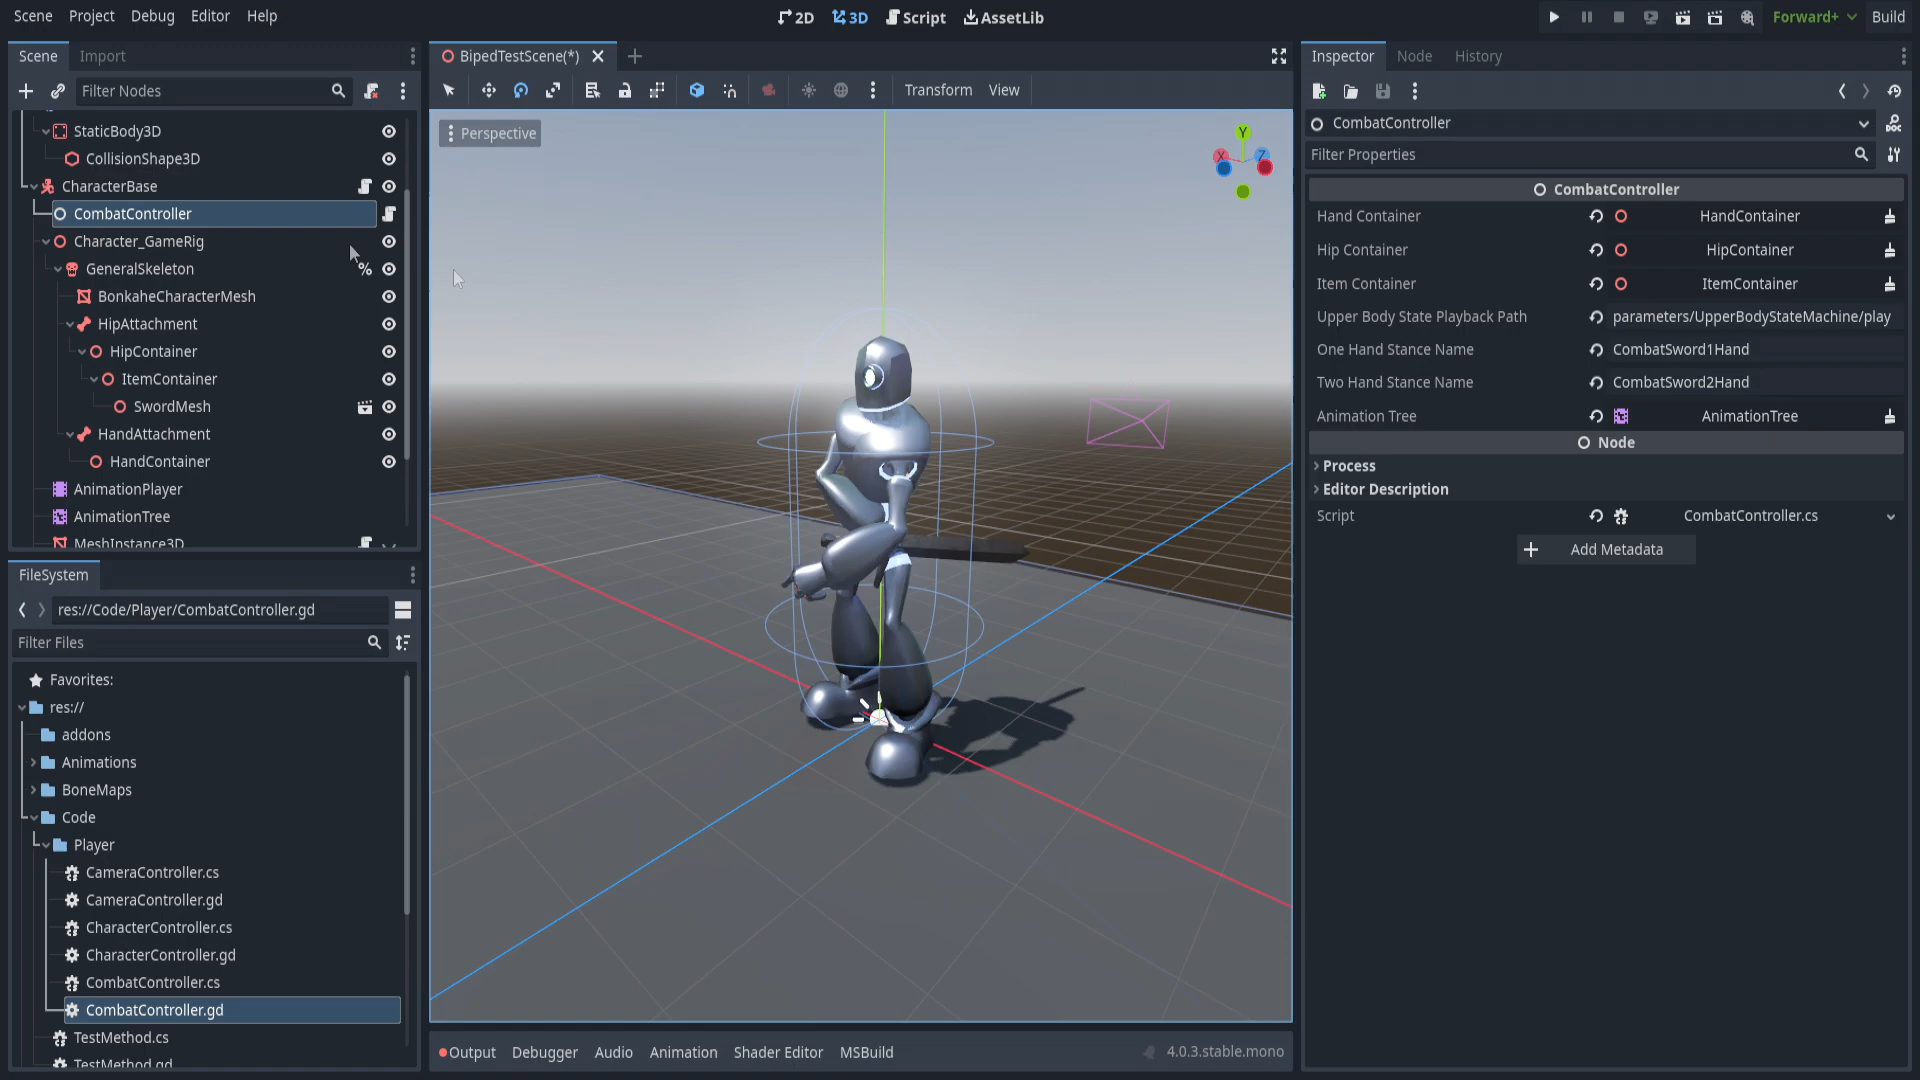 Scene Project Debug Editor Help
2D 3D Script AssetLib
Forward+ Build
Scene Import
Filter Nodes
StaticBody3D
CollisionShape3D
CharacterBase
CombatController
Character_GameRig
GeneralSkeleton %
BonkaheCharacterMesh
HipAttachment
HipContainer
ItemContainer
SwordMesh
HandAttachment
HandContainer
AnimationPlayer
AnimationTree
MeshInstance3D
FileSystem
res://Code/Player/CombatController.gd
Filter Files
Favorites:
res://
addons
Animations
BoneMaps
Code
Player
CameraController.cs
CameraController.gd
CharacterController.cs
CharacterController.gd
CombatController.cs
CombatController.gd
TestMethod.cs
TestMethod.gd
BipedTestScene(*)
Transform View
Perspective
Y
X Z
Output Debugger Audio Animation Shader Editor MSBuild
4.0.3.stable.mono
Inspector Node History
CombatController
Filter Properties
CombatController
Hand Container HandContainer
Hip Container HipContainer
Item Container ItemContainer
Upper Body State Playback Path parameters/UpperBodyStateMachine/play
One Hand Stance Name CombatSword1Hand
Two Hand Stance Name CombatSword2Hand
Animation Tree AnimationTree
Node
Process
Editor Description
Script CombatController.cs
Add Metadata